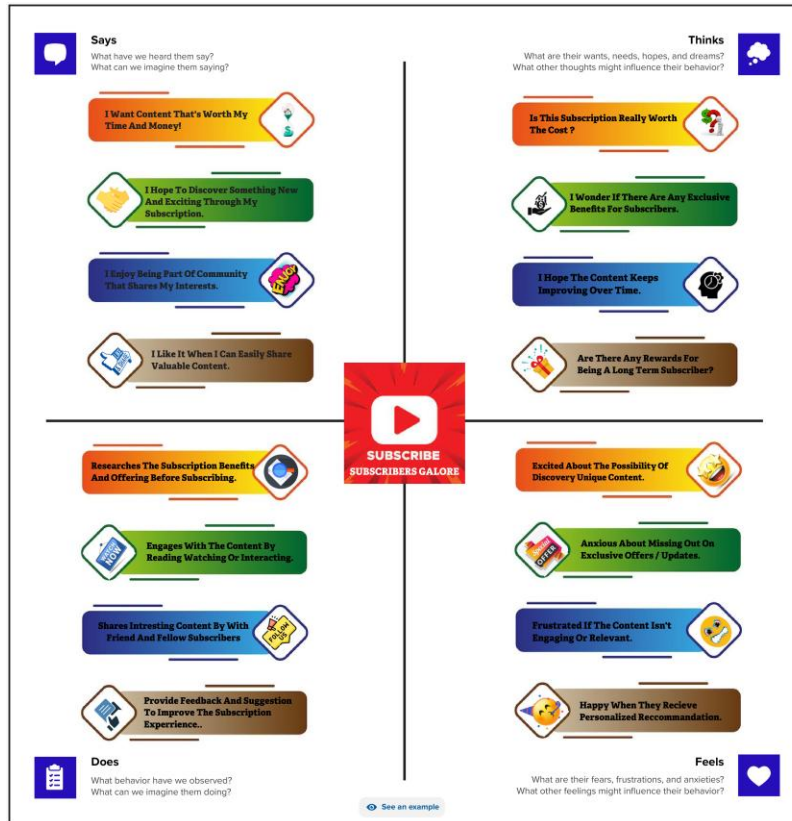 Says
What have we heard them say?
What can we imagine them saying?
I Want Content That's Worth My
Time And Money!
I Hope To Discover Something New
And Exciting Through My
Subscription.
I Enjoy Being Part Of Community
That Shares My Interests.
ENJOY
I Like It When I Can Easily Share
Valuable Content.
Thinks
What are their wants, needs, hopes, and dreams?
What other thoughts might influence their behavior?
Is This Subscription Really Worth
The Cost ?
I Wonder If There Are Any Exclusive
Benefits For Subscribers.
I Hope The Content Keeps
Improving Over Time.
Are There Any Rewards For
Being A Long Term Subscriber?
SUBSCRIBE
SUBSCRIBERS GALORE
Researches The Subscription Benefits
And Offering Before Subscribing.
Engages With The Content By
Reading Watching Or Interacting.
WATCH
NOW
Shares Intresting Content By With
Friend And Fellow Subscribers
FOLLOW
US
Provide Feedback And Suggestion
To Improve The Subscription
Experrience..
Does
What behavior have we observed?
What can we imagine them doing?
Excited About The Possibility Of
Discovery Unique Content.
Special
OFFER
Anxious About Missing Out On
Exclusive Offers / Updates.
Frustrated If The Content Isn't
Engaging Or Relevant.
Happy When They Recieve
Personalized Reccommandation.
Feels
What are their fears, frustrations, and anxieties?
What other feelings might influence their behavior?
See an example